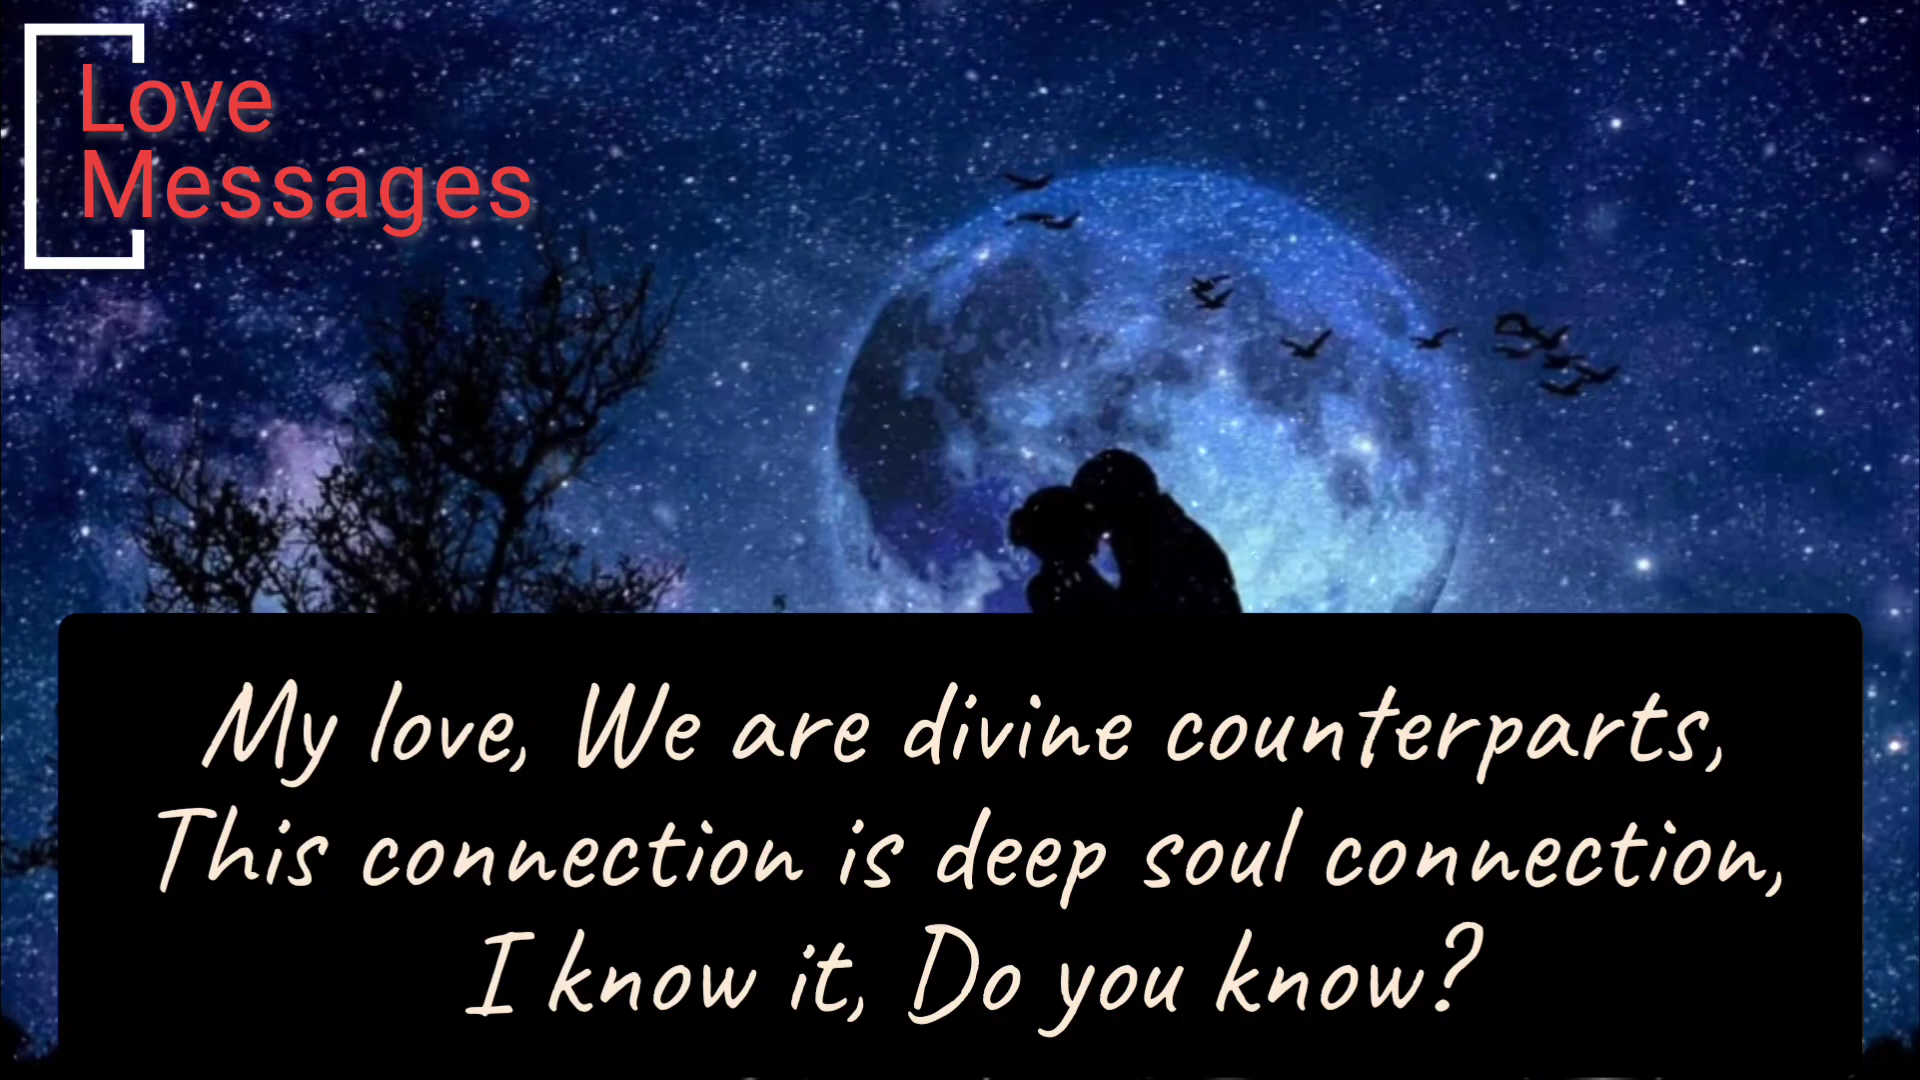 Love
Messages
My love, We are divine counterparts,
This connection is deep soul connection,
I know it, Do you know?